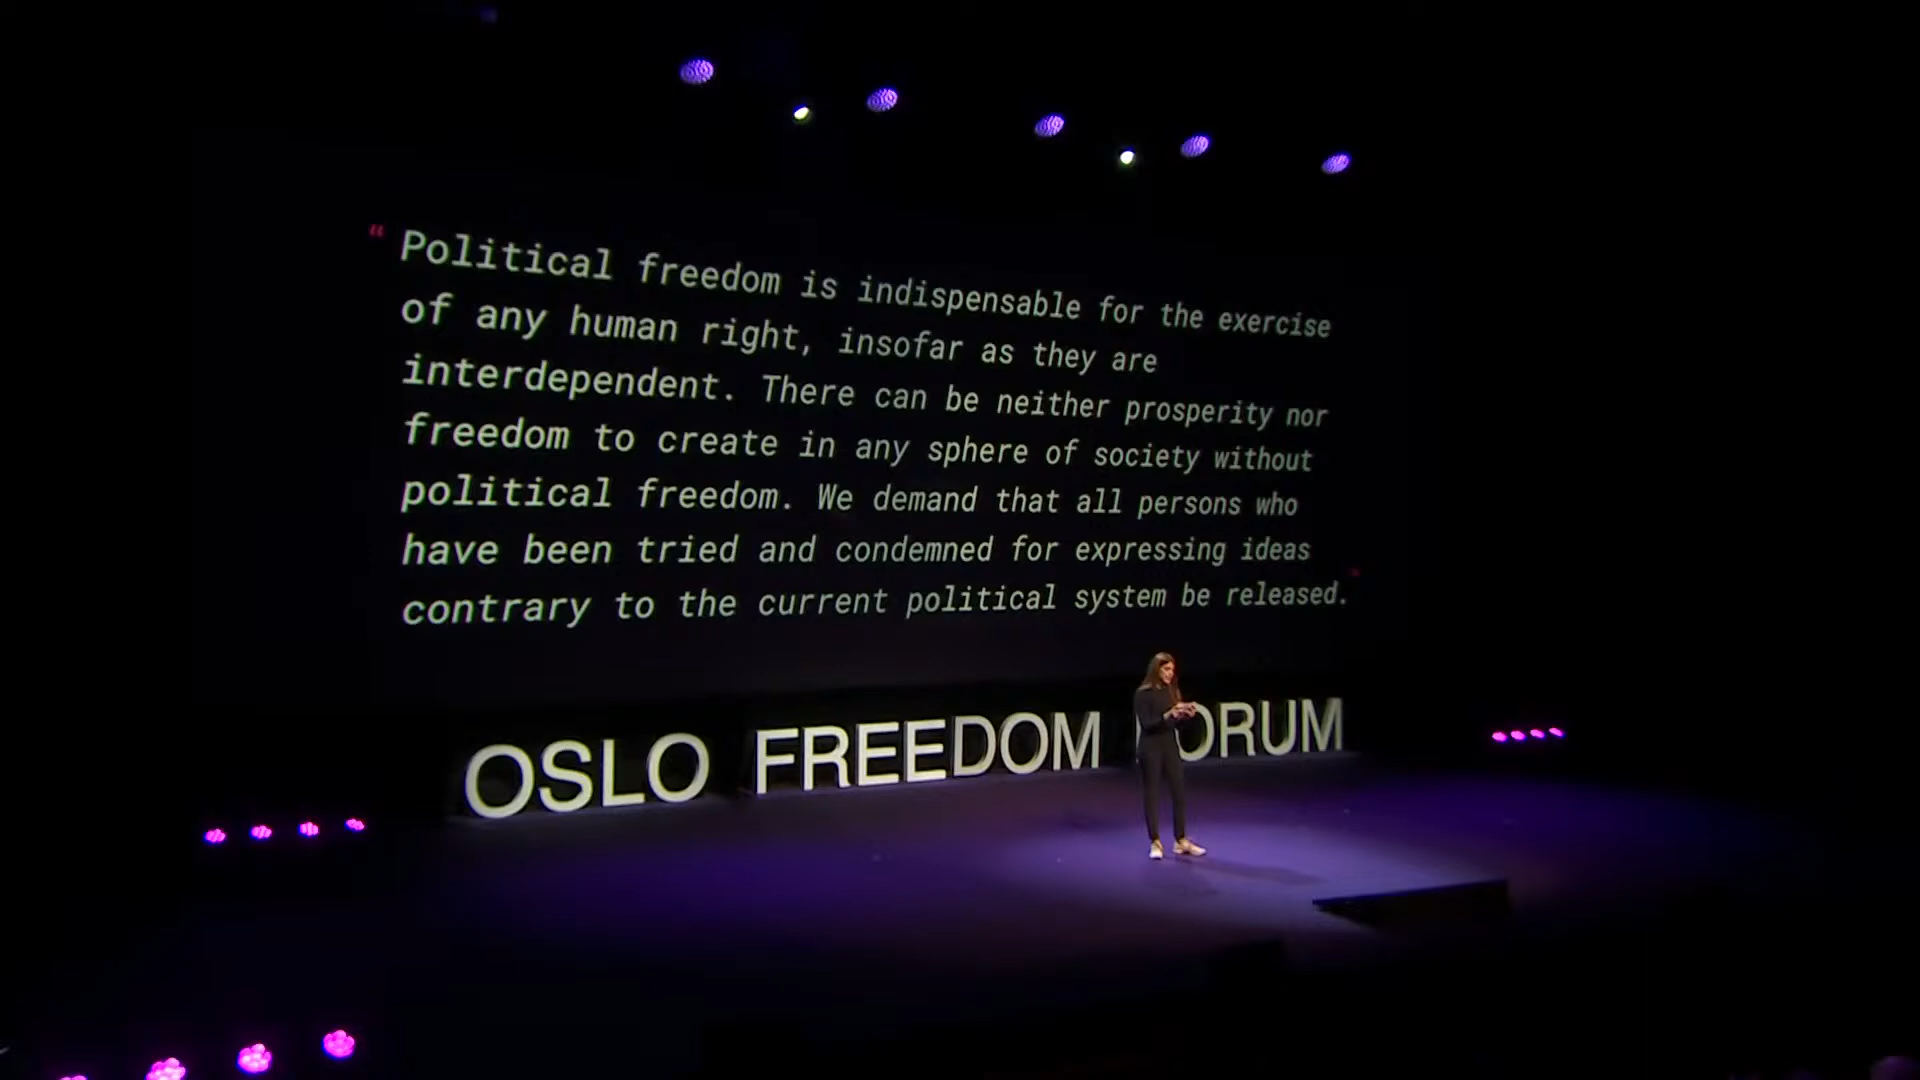 “Political freedom is indispensable for the exercise
of any human right, insofar as they are
interdependent. There can be neither prosperity nor
freedom to create in any sphere of society without
political freedom. We demand that all persons who
have been tried and condemned for expressing ideas
contrary to the current political system be released.”
OSLO FREEDOM FORUM